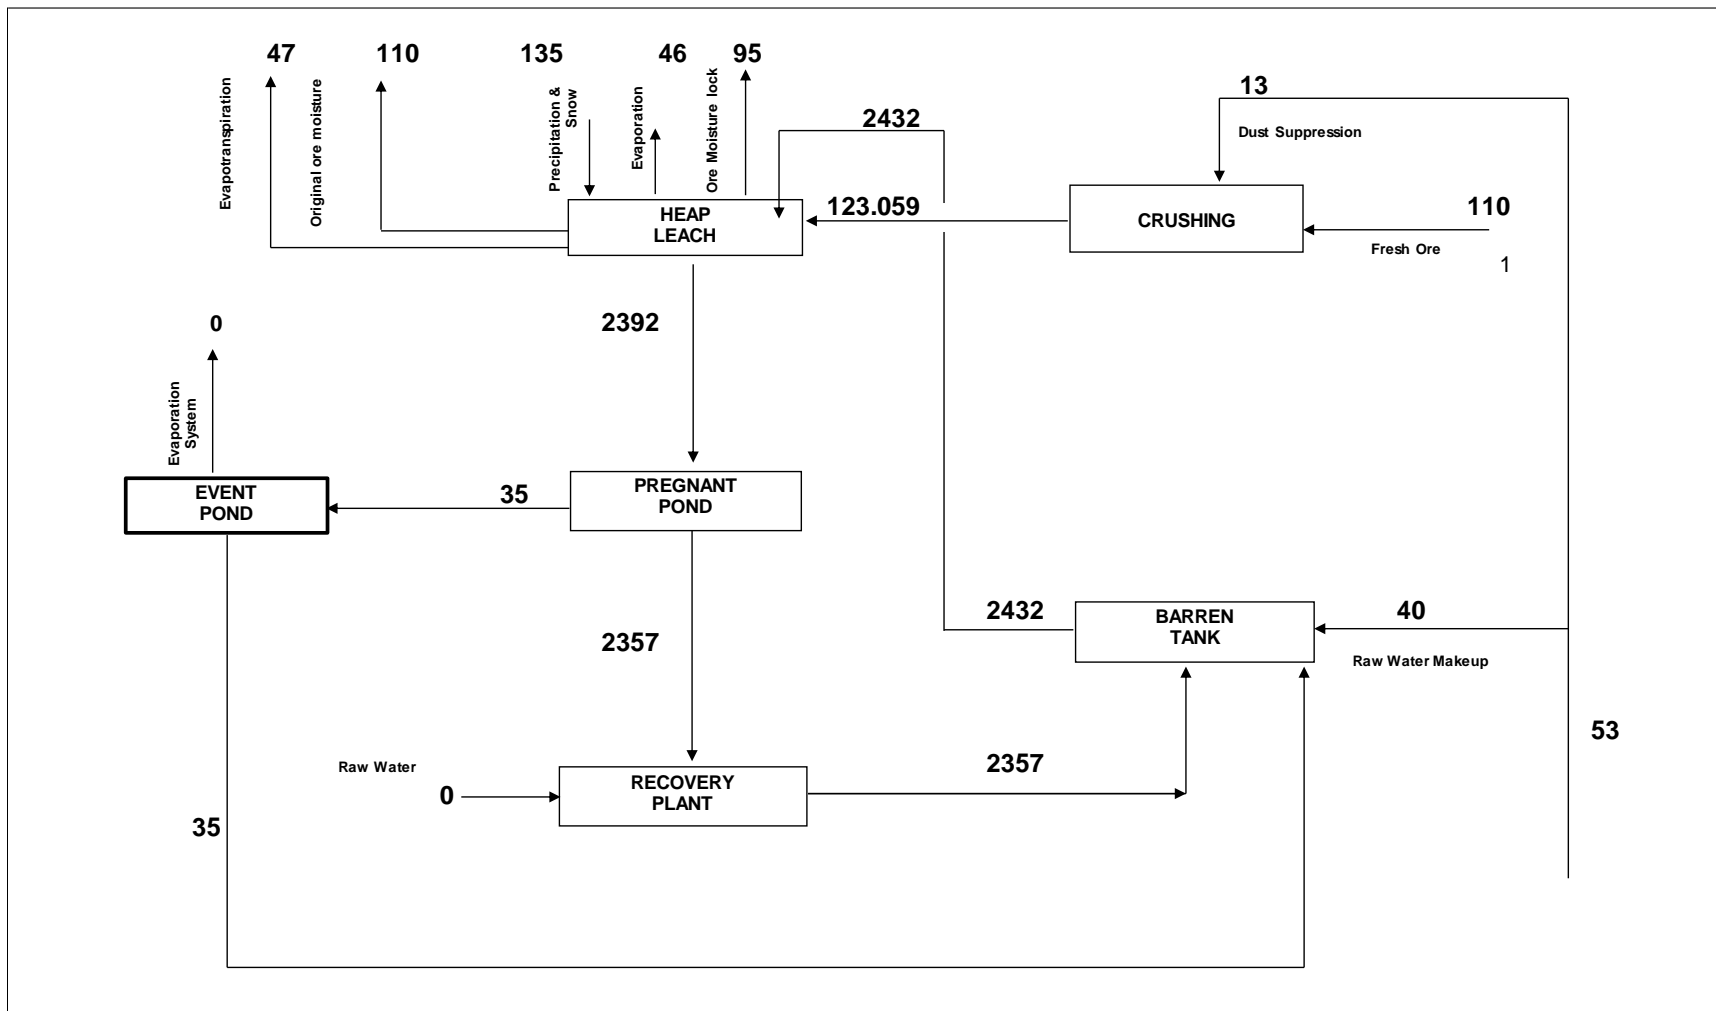 47
110
135
46
95
Evapotranspiration
Original ore moisture
Precipitation &
Snow
Evaporation
Ore Moisture lock
2432
13
Dust Suppression
HEAP
LEACH
123.059
CRUSHING
110
Fresh Ore
1
2392
0
Evaporation
System
EVENT
POND
35
PREGNANT
POND
2357
2432
BARREN
TANK
40
Raw Water Makeup
53
Raw Water
0
RECOVERY
PLANT
2357
35